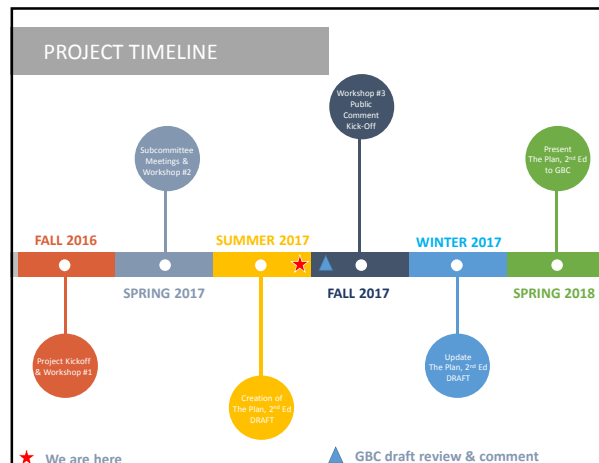 PROJECT TIMELINE
Workshop #3
Public
Comment
Kick-Off
Subcommittee
Meetings &
Workshop #2
Present
The Plan, 2nd Ed
to GBC
FALL 2016
SUMMER 2017
WINTER 2017
SPRING 2017
FALL 2017
SPRING 2018
Project Kickoff
& Workshop #1
Creation of
The Plan, 2nd Ed
DRAFT
Update
The Plan, 2nd Ed
DRAFT
We are here
GBC draft review & comment